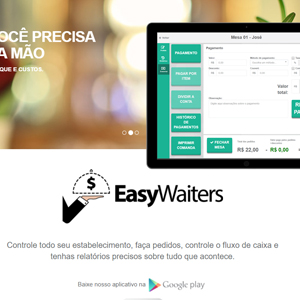 OCÊ PRECISA
A MÃO
QUE E CUSTOS.
Mesa 01 - José
PAGAMENTO
Pagamento
PAGUE POR ITEM
DIVIDIR A CONTA
HISTÓRICO DE PAGAMENTOS
IMPRIMIR COMANDA
Valor total:
FECHAR MESA
R$ 22,00
R$ 0,00
$
EasyWaiters
Controle todo seu estabelecimento, faça pedidos, controle o fluxo de caixa e
tenhas relatórios precisos sobre tudo que acontece.
Baixe nosso aplicativo na Google play